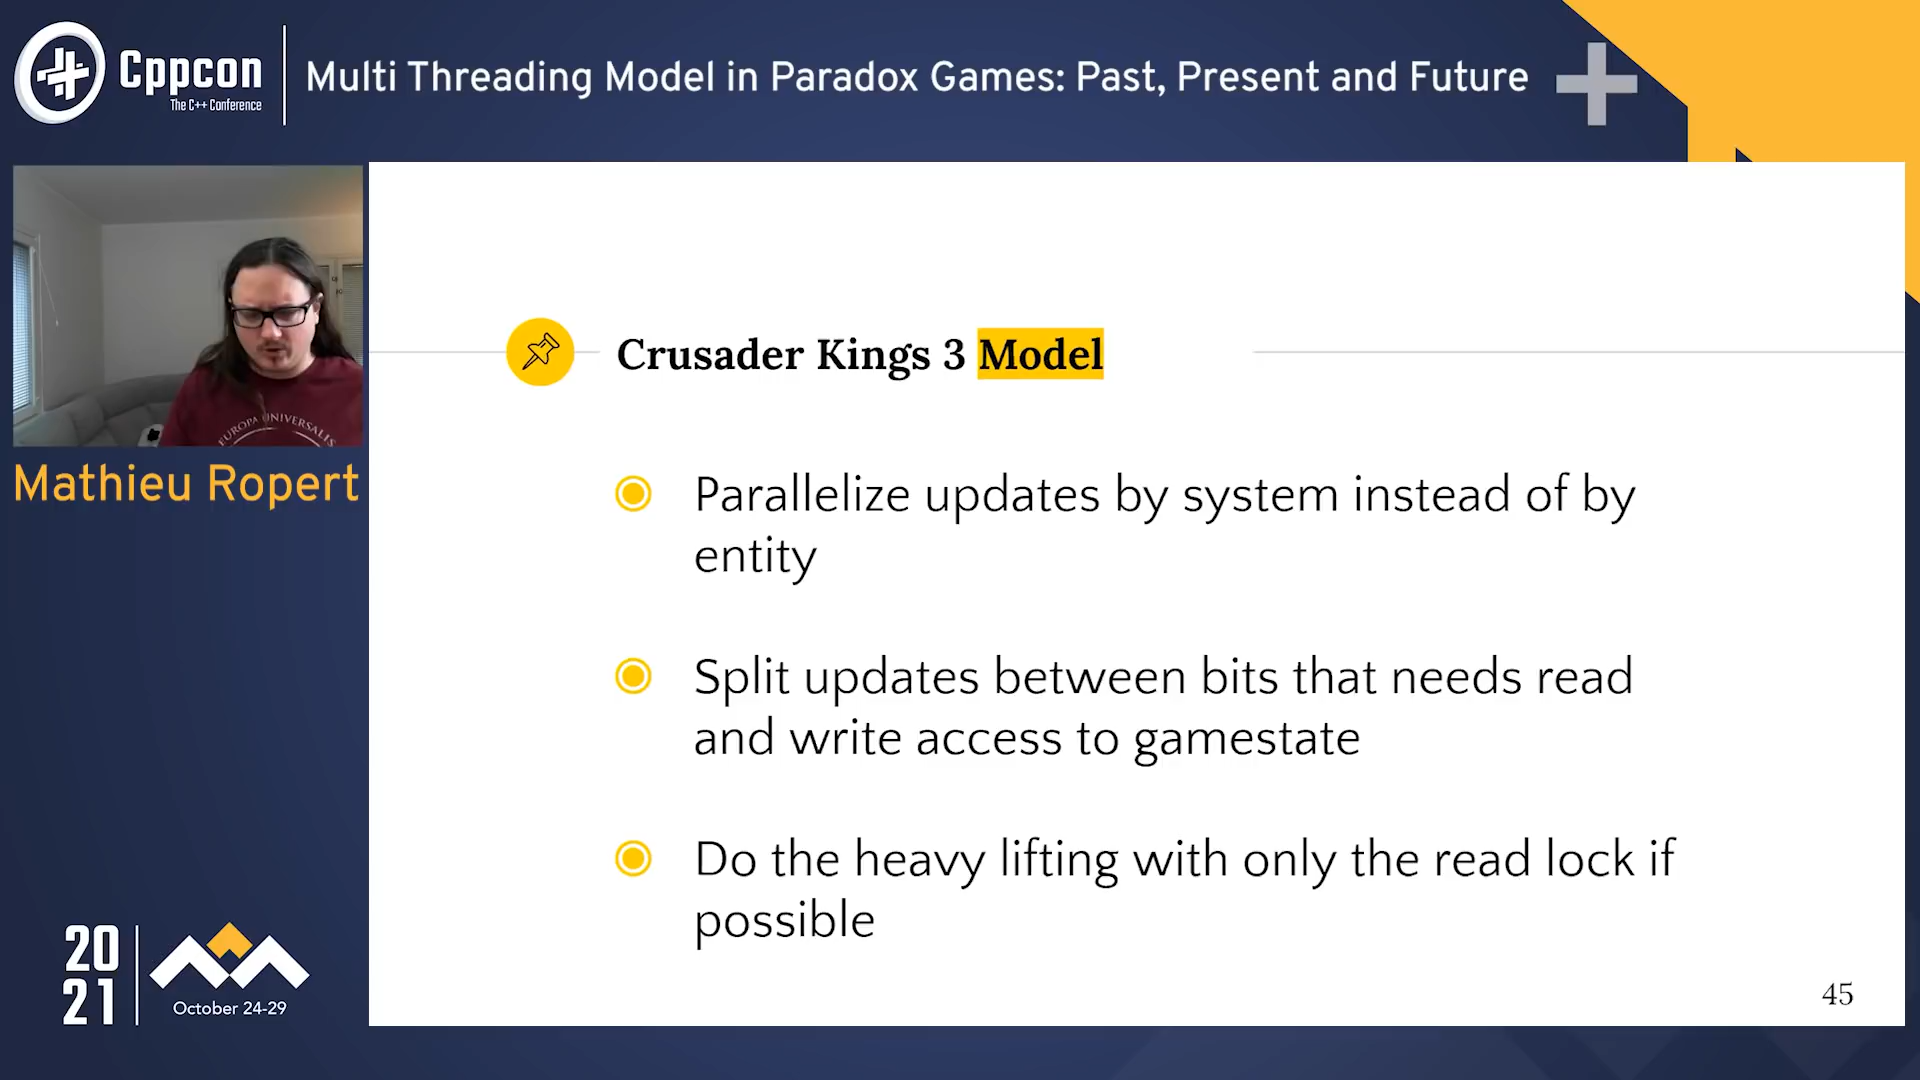 Cppcon
The C++ Conference
Multi Threading Model in Paradox Games: Past, Present and Future
EUROPA UNIVERSALIS
Mathieu Ropert
Crusader Kings 3 Model
Parallelize updates by system instead of by
entity
Split updates between bits that needs read
and write access to gamestate
Do the heavy lifting with only the read lock if
possible
45
20
21
October 24-29